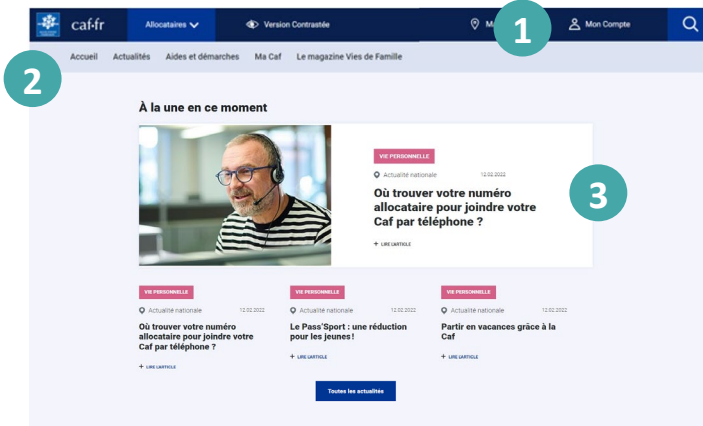 caf·fr
Allocataires
Version Contrastée
1
Mon Compte
2
Accueil
Actualités
Aides et démarches
Ma Caf
Le magazine Vies de Famille
À la une en ce moment
VIE PERSONNELLE
Actualité nationale 12.02.2022
Où trouver votre numéro
allocataire pour joindre votre
Caf par téléphone ?
+ LIRE L'ARTICLE
3
VIE PERSONNELLE
Actualité nationale 12.02.2022
Où trouver votre numéro
allocataire pour joindre votre
Caf par téléphone ?
+ LIRE L'ARTICLE
VIE PERSONNELLE
Actualité nationale 12.02.2022
Le Pass'Sport : une réduction
pour les jeunes !
+ LIRE L'ARTICLE
VIE PERSONNELLE
Actualité nationale 12.02.2022
Partir en vacances grâce à la
Caf
+ LIRE L'ARTICLE
Toutes les actualités